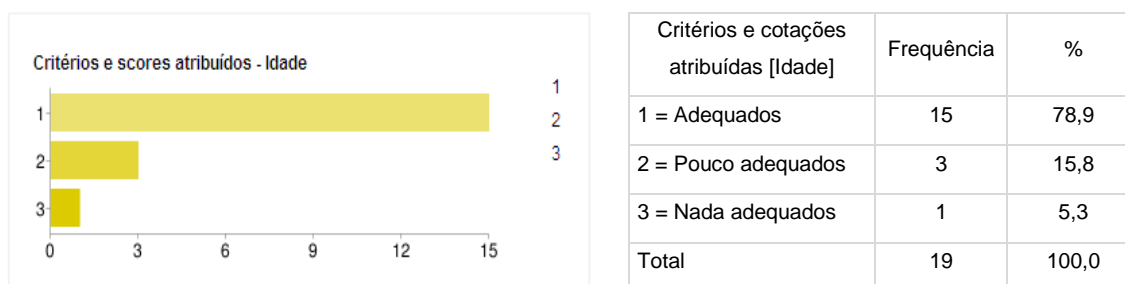 Critérios e scores atribuídos - Idade
1
2
3
1
2
3
0 3 6 9 12 15
Critérios e cotações
atribuídas [Idade]
Frequência
%
1 = Adequados 15 78,9
2 = Pouco adequados 3 15,8
3 = Nada adequados 1 5,3
Total 19 100,0